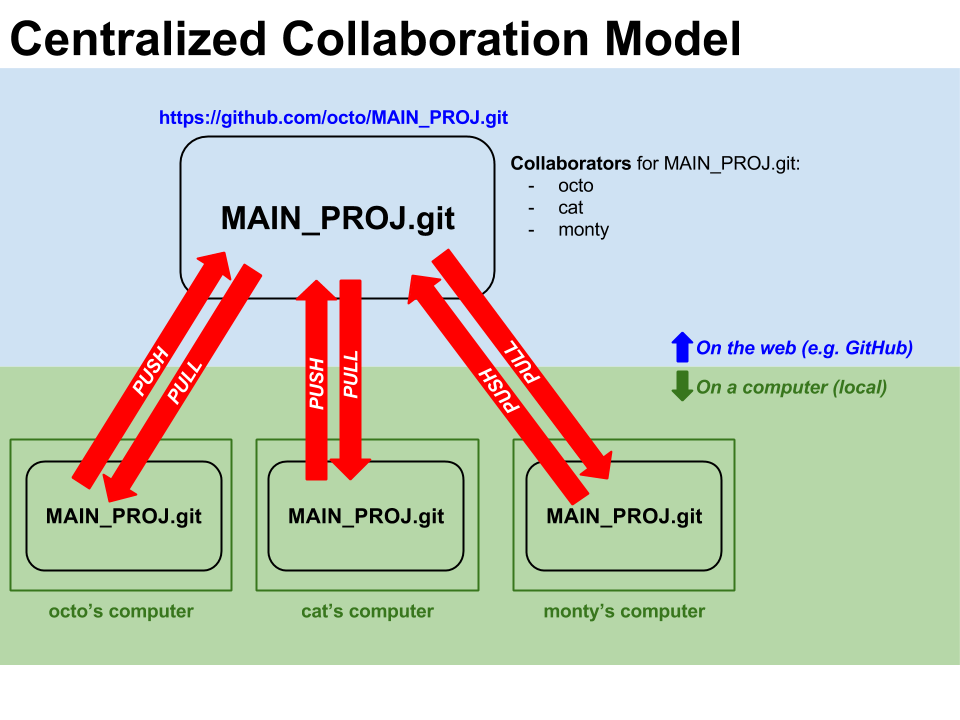 Centralized Collaboration Model
https://github.com/octo/MAIN_PROJ.git
MAIN_PROJ.git
Collaborators for MAIN_PROJ.git:
- octo
- cat
- monty
On the web (e.g. GitHub)
On a computer (local)
PUSH
PULL
PUSH
PULL
PUSH
PULL
MAIN_PROJ.git
MAIN_PROJ.git
MAIN_PROJ.git
octo’s computer
cat’s computer
monty’s computer